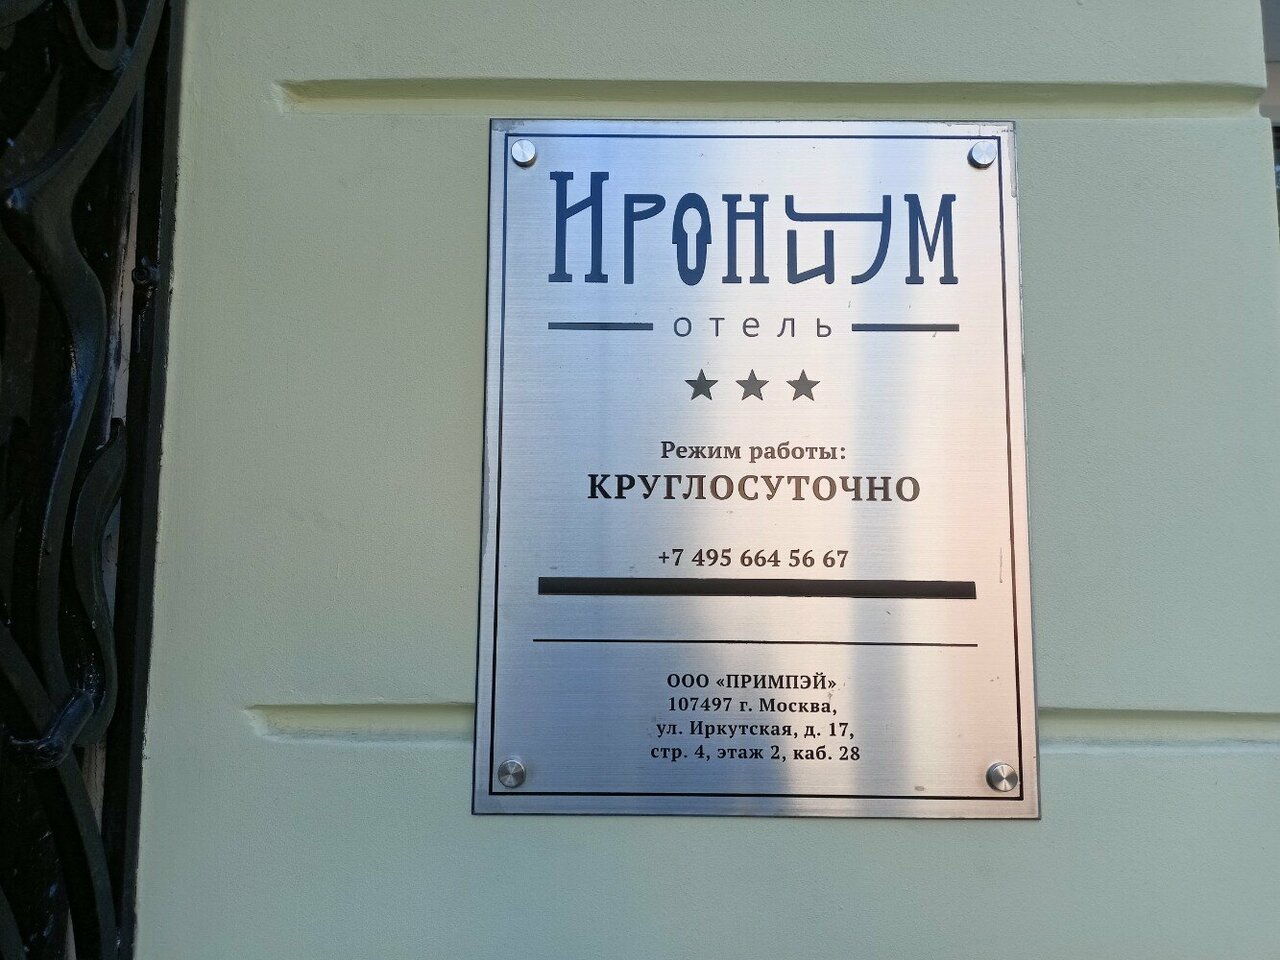 ИРОНИУМ
отель
Режим работы:
КРУГЛОСУТОЧНО
+7 495 664 56 67
ООО «ПРИМПЭЙ»
107497 г. Москва,
ул. Иркутская, д. 17,
стр. 4, этаж 2, каб. 28